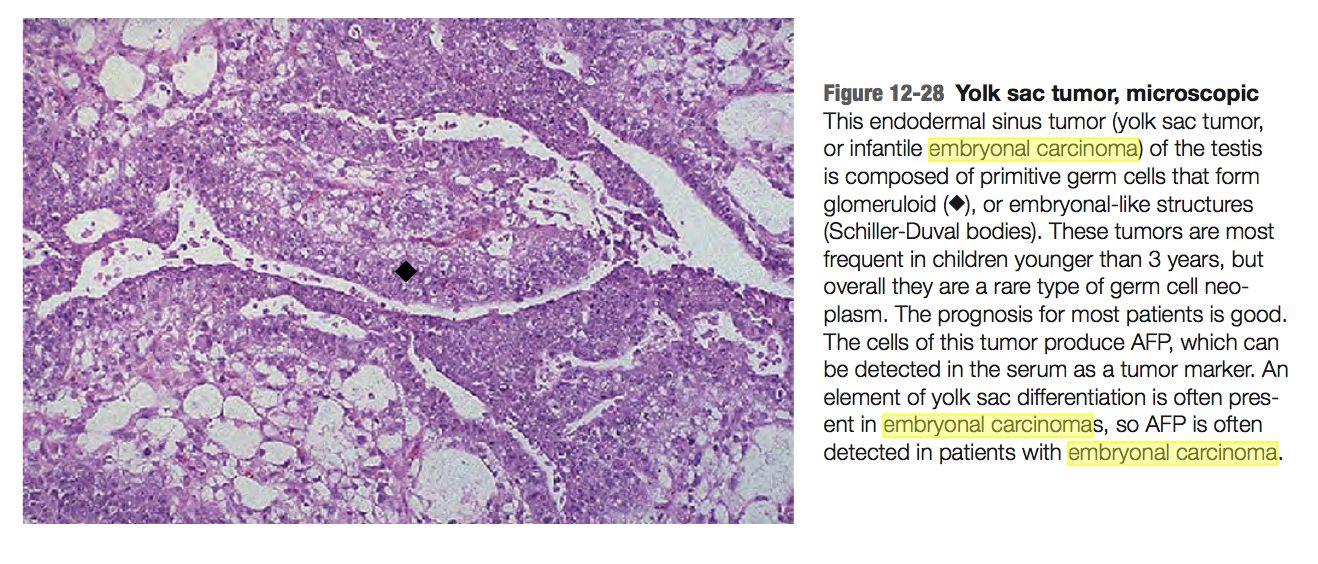 Figure 12-28 Yolk sac tumor, microscopic
This endodermal sinus tumor (yolk sac tumor,
or infantile embryonal carcinoma) of the testis
is composed of primitive germ cells that form
glomeruloid (◆), or embryonal-like structures
(Schiller-Duval bodies). These tumors are most
frequent in children younger than 3 years, but
overall they are a rare type of germ cell neo-
plasm. The prognosis for most patients is good.
The cells of this tumor produce AFP, which can
be detected in the serum as a tumor marker. An
element of yolk sac differentiation is often pres-
ent in embryonal carcinomas, so AFP is often
detected in patients with embryonal carcinoma.